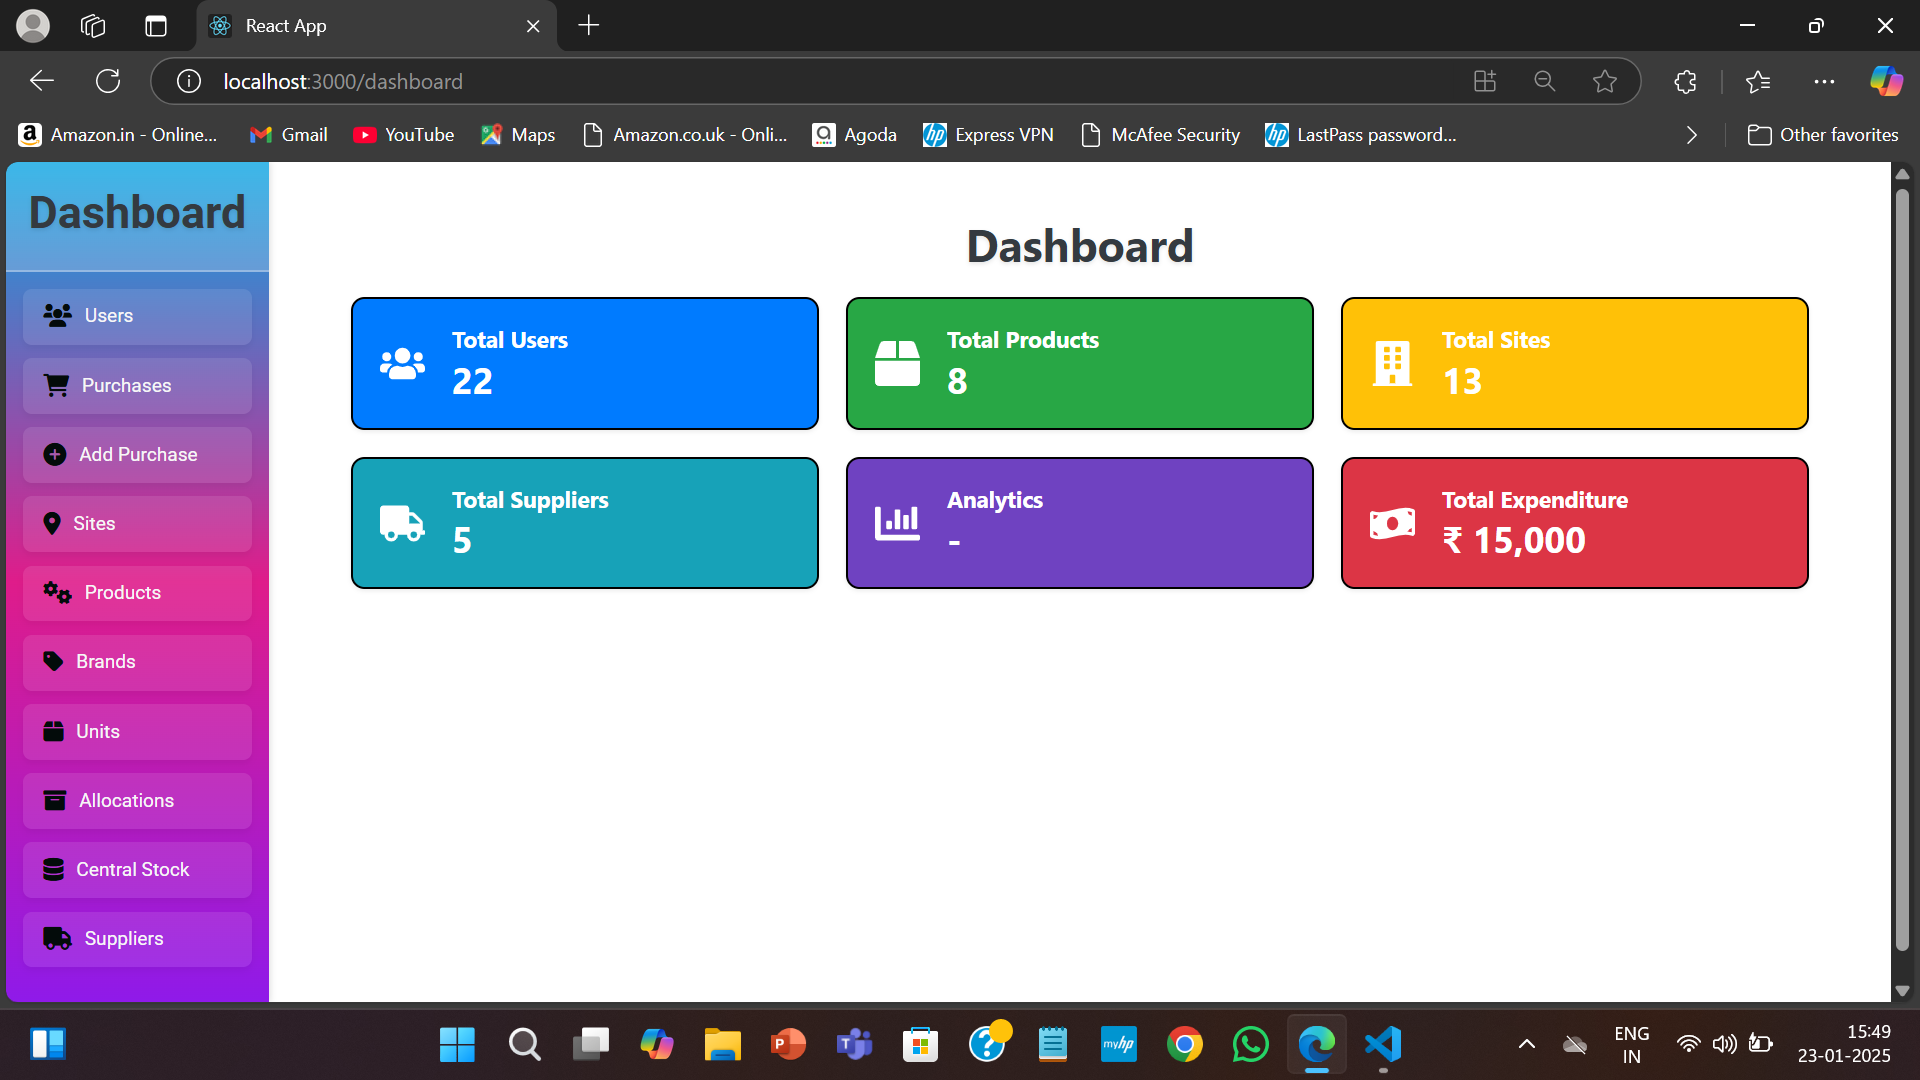 React App
localhost:3000/dashboard
Amazon.in - Online...
Gmail
YouTube
Maps
Amazon.co.uk - Onli...
Agoda
Express VPN
McAfee Security
LastPass password...
Other favorites
Dashboard
Users
Purchases
Add Purchase
Sites
Products
Brands
Units
Allocations
Central Stock
Suppliers
Dashboard
Total Users
22
Total Products
8
Total Sites
13
Total Suppliers
5
Analytics
-
Total Expenditure
₹ 15,000
ENG
IN
15:49
23-01-2025